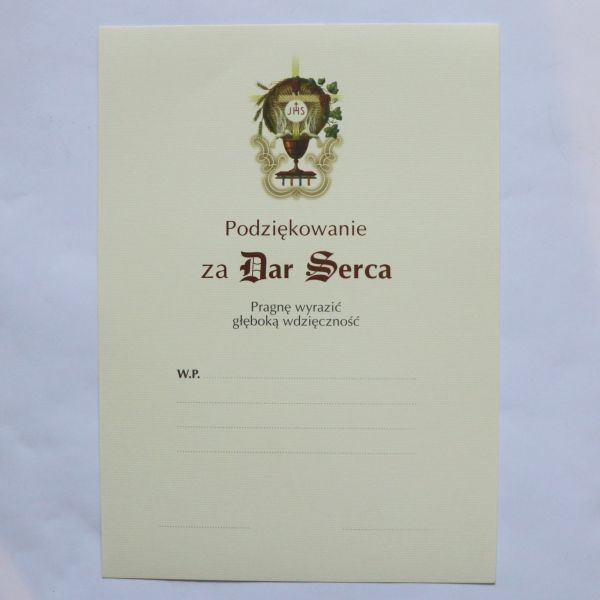 JHS
Podziękowanie
za Dar Serca
Pragnę wyrazić
głęboką wdzięczność
W.P.